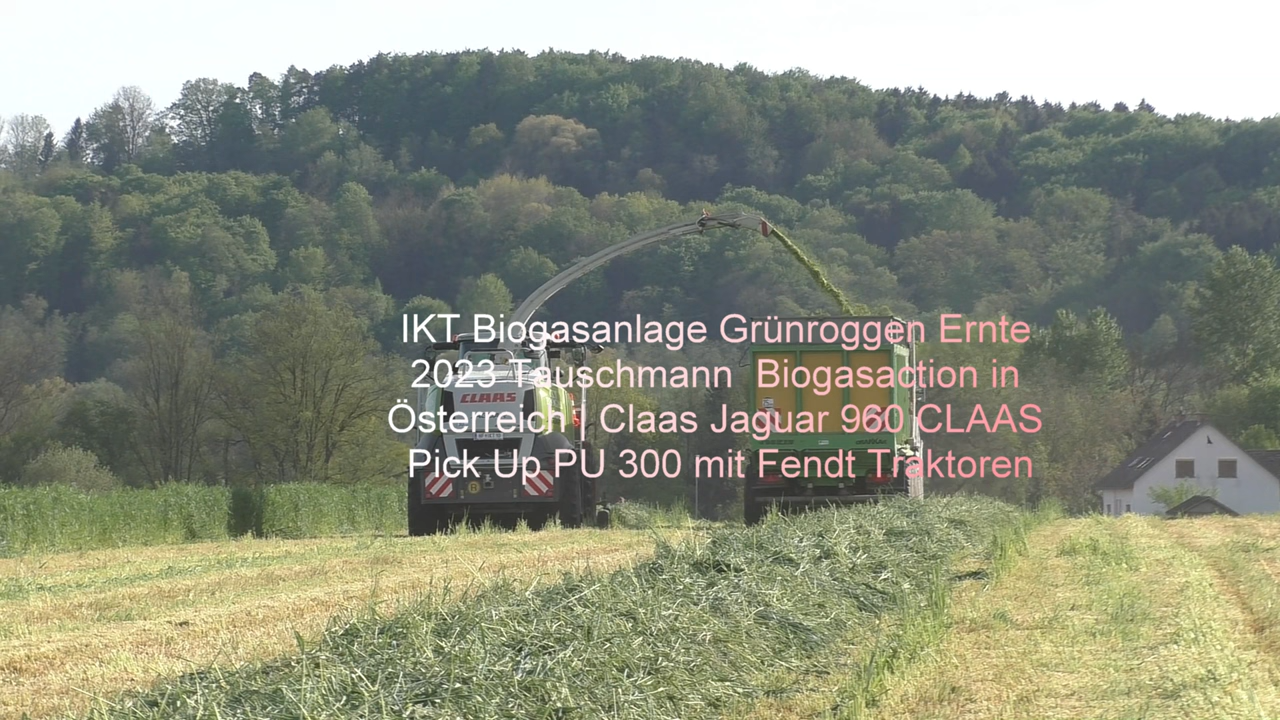 IKT Biogasanlage Grünroggen Ernte
2023 Tauschmann Biogasaction in
Österreich Claas Jaguar 960 CLAAS
Pick Up PU 300 mit Fendt Traktoren
CLAAS